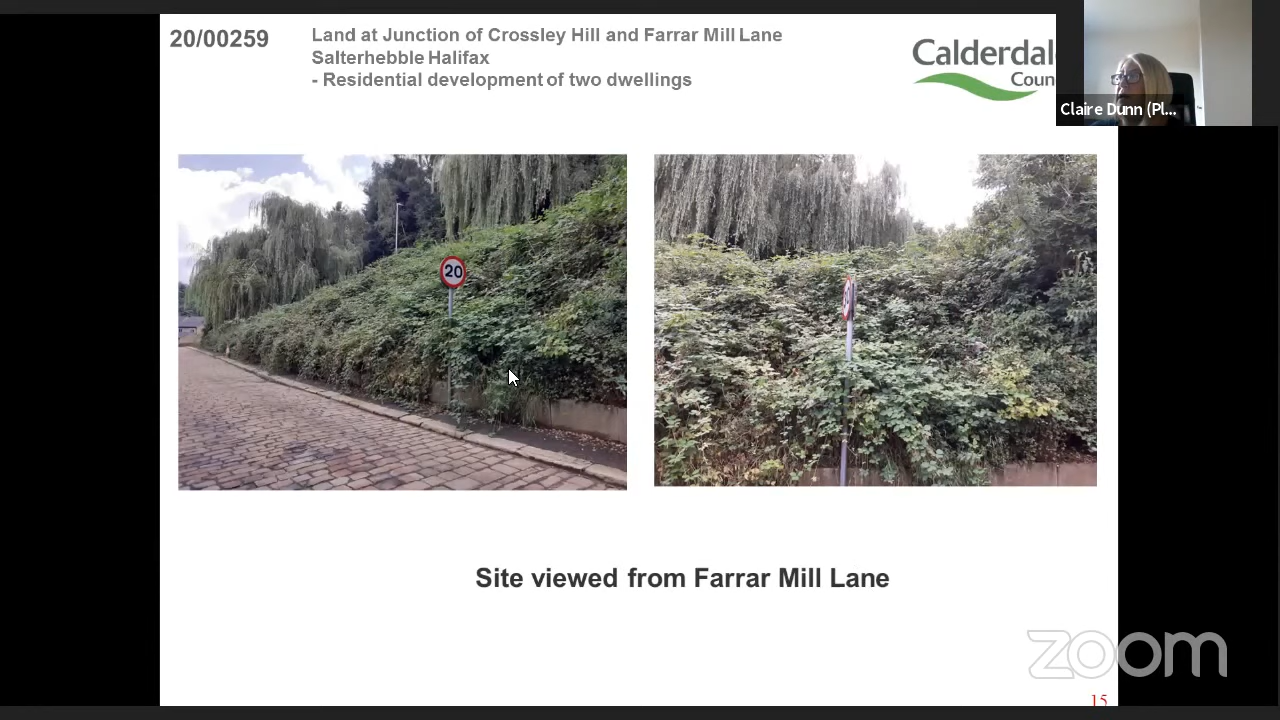 20/00259
Land at Junction of Crossley Hill and Farrar Mill Lane
Salterhebble Halifax
- Residential development of two dwellings
Calderdal
Coun
Claire Dunn (Pl...
20
Site viewed from Farrar Mill Lane
zoom
15